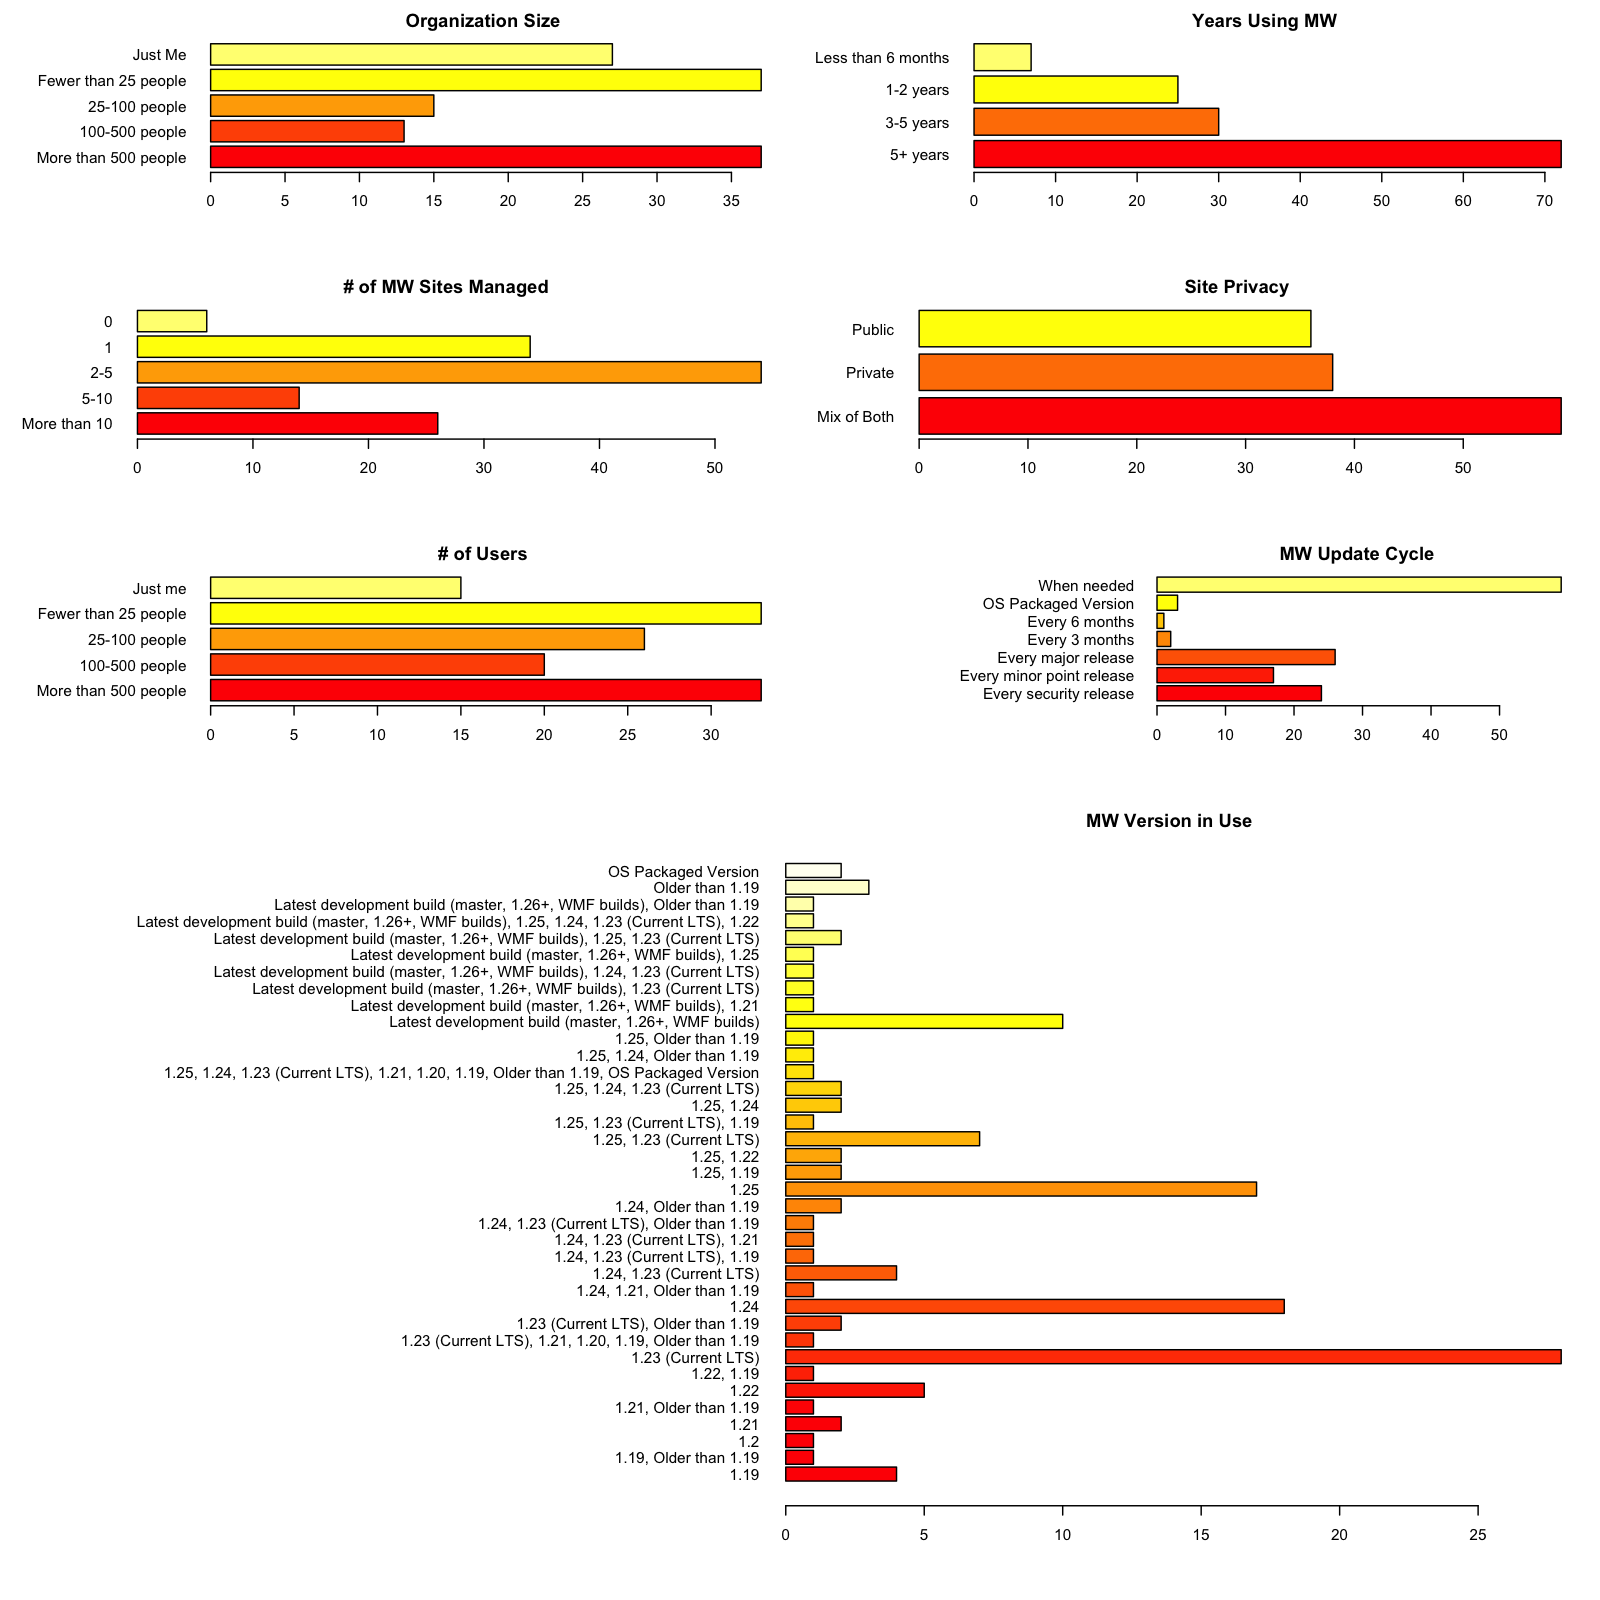 Organization Size
Just Me
Fewer than 25 people
25-100 people
100-500 people
More than 500 people
0 5 10 15 20 25 30 35
Years Using MW
Less than 6 months
1-2 years
3-5 years
5+ years
0 10 20 30 40 50 60 70
# of MW Sites Managed
0
1
2-5
5-10
More than 10
0 10 20 30 40 50
Site Privacy
Public
Private
Mix of Both
0 10 20 30 40 50
# of Users
Just me
Fewer than 25 people
25-100 people
100-500 people
More than 500 people
0 5 10 15 20 25 30
MW Update Cycle
When needed
OS Packaged Version
Every 6 months
Every 3 months
Every major release
Every minor point release
Every security release
0 10 20 30 40 50
MW Version in Use
OS Packaged Version
Older than 1.19
Latest development build (master, 1.26+, WMF builds), Older than 1.19
Latest development build (master, 1.26+, WMF builds), 1.25, 1.24, 1.23 (Current LTS), 1.22
Latest development build (master, 1.26+, WMF builds), 1.25, 1.23 (Current LTS)
Latest development build (master, 1.26+, WMF builds), 1.25
Latest development build (master, 1.26+, WMF builds), 1.24, 1.23 (Current LTS)
Latest development build (master, 1.26+, WMF builds), 1.23 (Current LTS)
Latest development build (master, 1.26+, WMF builds), 1.21
Latest development build (master, 1.26+, WMF builds)
1.25, Older than 1.19
1.25, 1.24, Older than 1.19
1.25, 1.24, 1.23 (Current LTS), 1.21, 1.20, 1.19, Older than 1.19, OS Packaged Version
1.25, 1.24, 1.23 (Current LTS)
1.25, 1.24
1.25, 1.23 (Current LTS), 1.19
1.25, 1.23 (Current LTS)
1.25, 1.22
1.25, 1.19
1.25
1.24, Older than 1.19
1.24, 1.23 (Current LTS), Older than 1.19
1.24, 1.23 (Current LTS), 1.21
1.24, 1.23 (Current LTS), 1.19
1.24, 1.23 (Current LTS)
1.24, 1.21, Older than 1.19
1.24
1.23 (Current LTS), Older than 1.19
1.23 (Current LTS), 1.21, 1.20, 1.19, Older than 1.19
1.23 (Current LTS)
1.22, 1.19
1.22
1.21, Older than 1.19
1.21
1.2
1.19, Older than 1.19
1.19
0 5 10 15 20 25